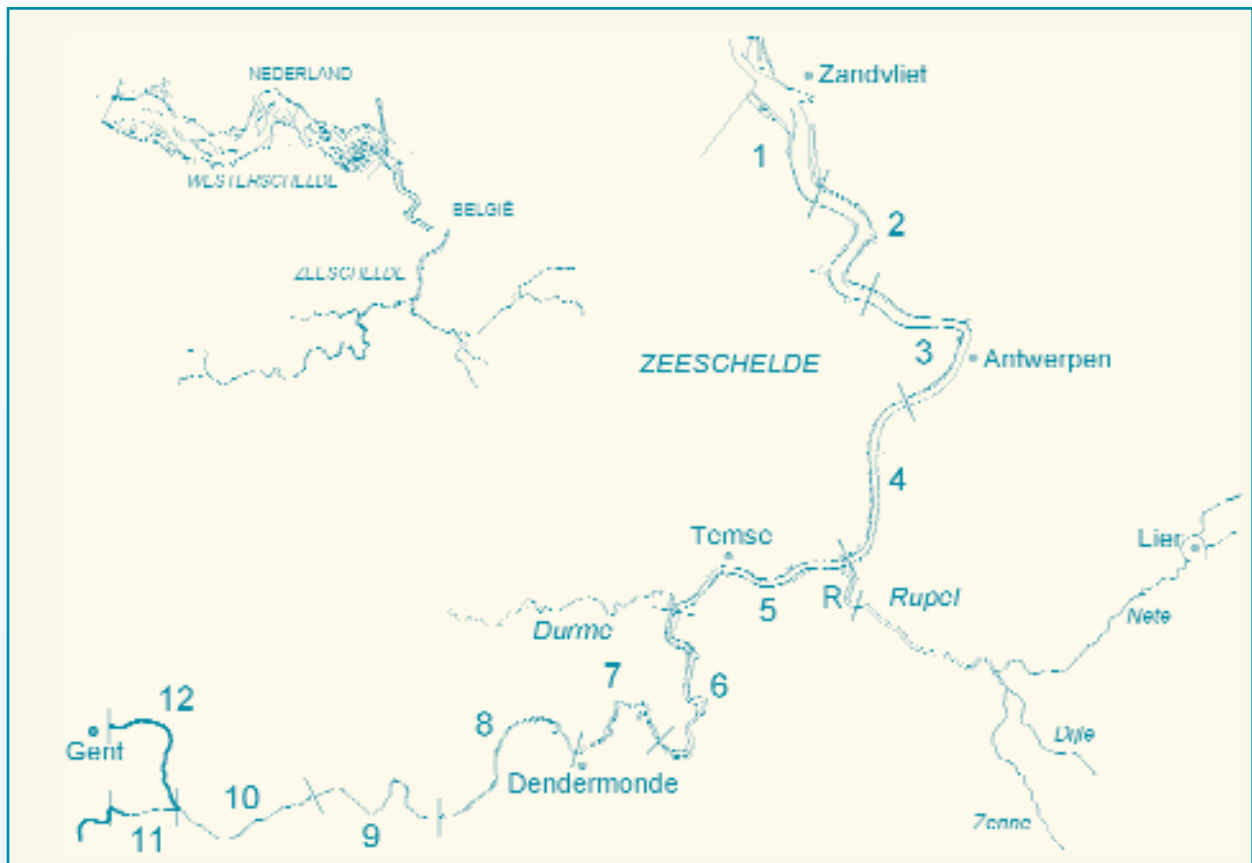 NEDERLAND
Zandvliet
1
WESTERSCHELDE
BELGIË
2
ZEESCHELDE
3
ZEESCHELDE
Antwerpen
4
Temse
Lier
5
R
Rupel
Nete
Durme
7
6
12
8
Gent
Dijle
Dendermonde
10
11
9
Zenne